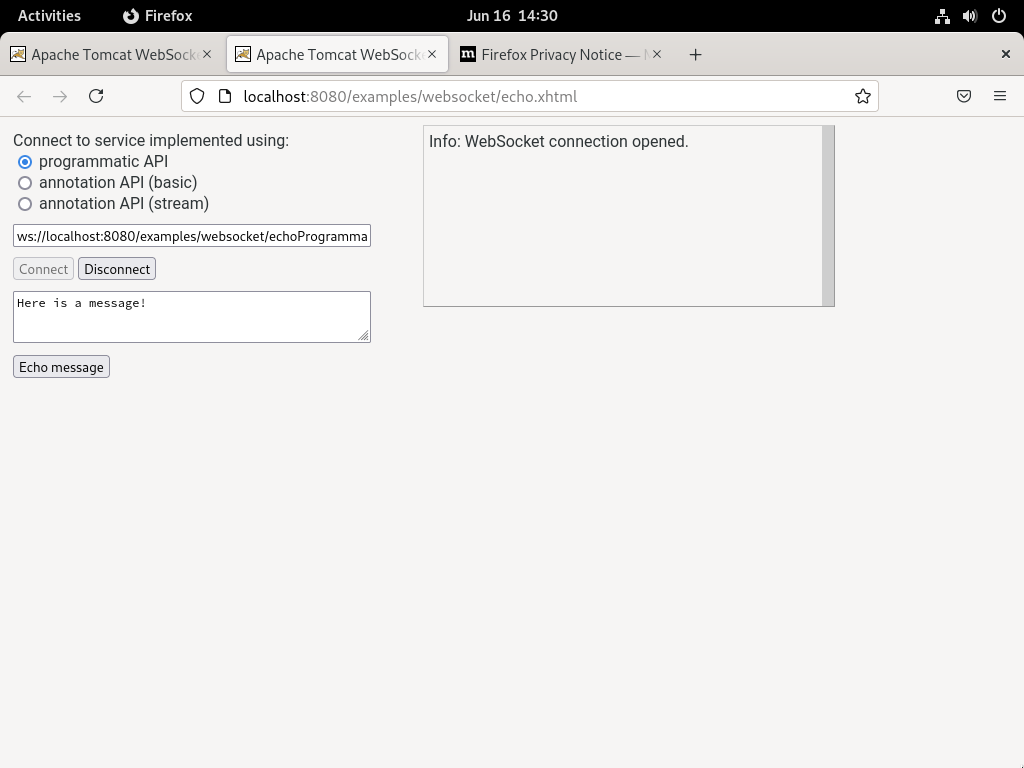 Activities Firefox Jun 16 14:30
Apache Tomcat WebSocke Apache Tomcat WebSocke m Firefox Privacy Notice —
localhost:8080/examples/websocket/echo.xhtml
Connect to service implemented using:
programmatic API
annotation API (basic)
annotation API (stream)
ws://localhost:8080/examples/websocket/echoProgramma
Connect Disconnect
Here is a message!
Echo message
Info: WebSocket connection opened.